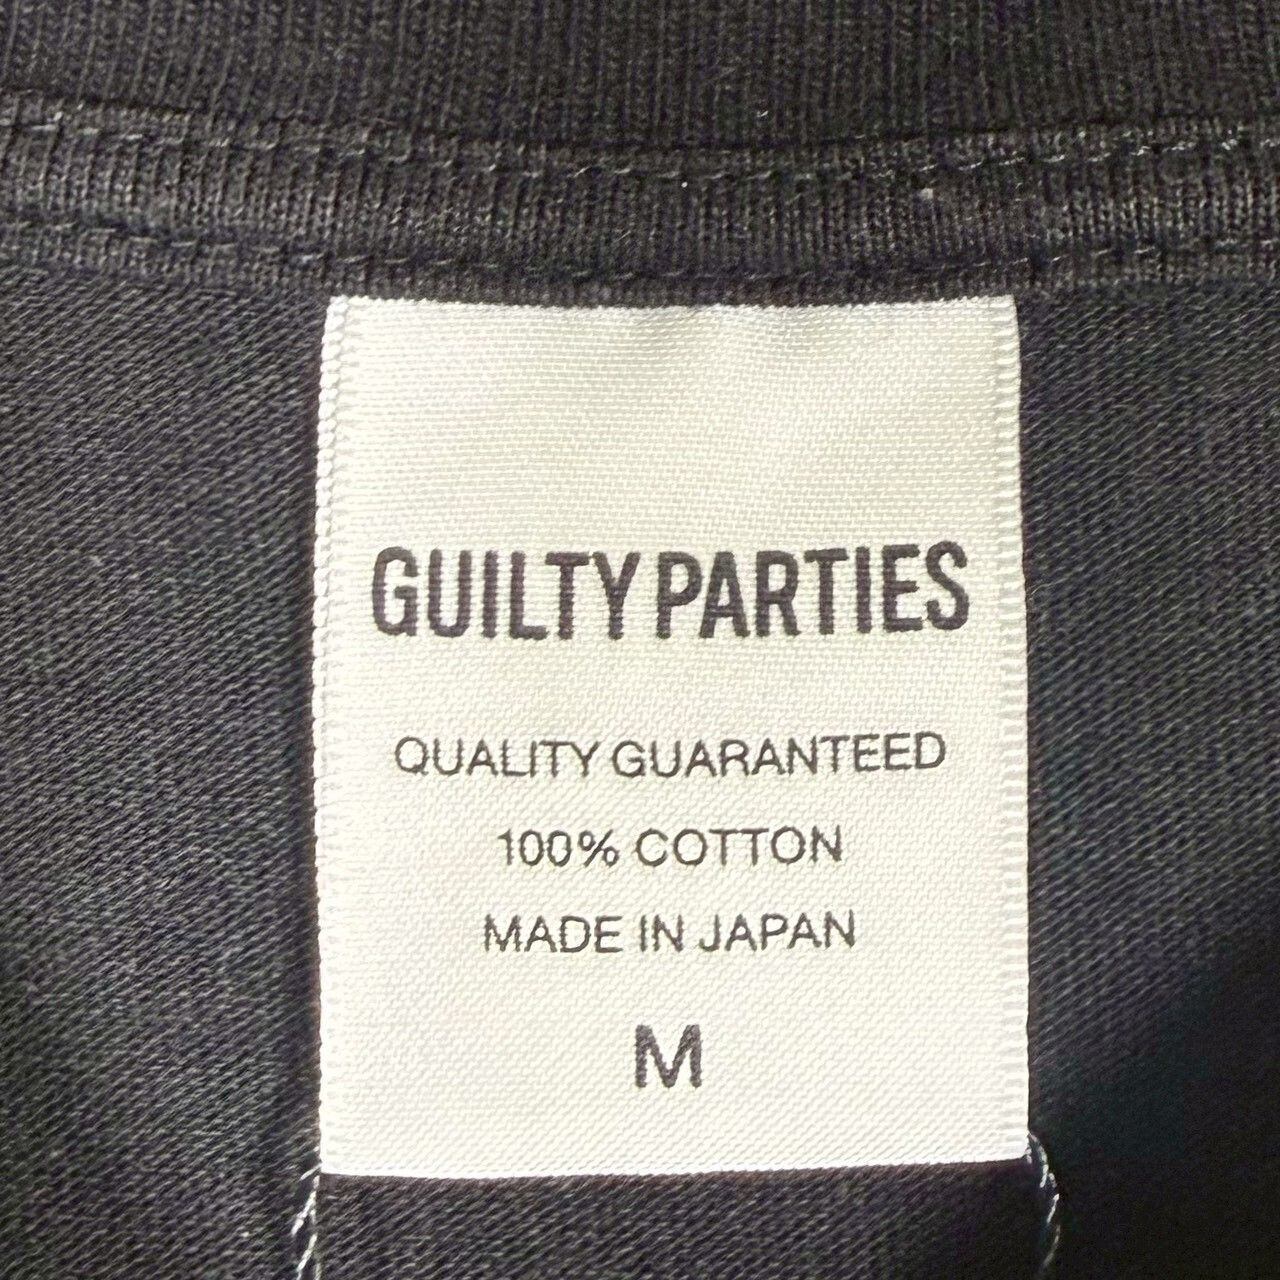 GUILTY PARTIES
QUALITY GUARANTEED
100% COTTON
MADE IN JAPAN
M